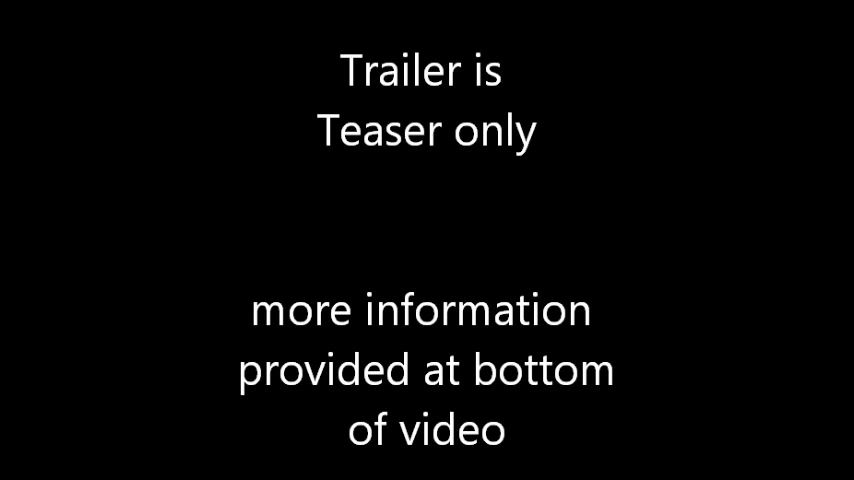 Trailer is
Teaser only
more information
provided at bottom
of video